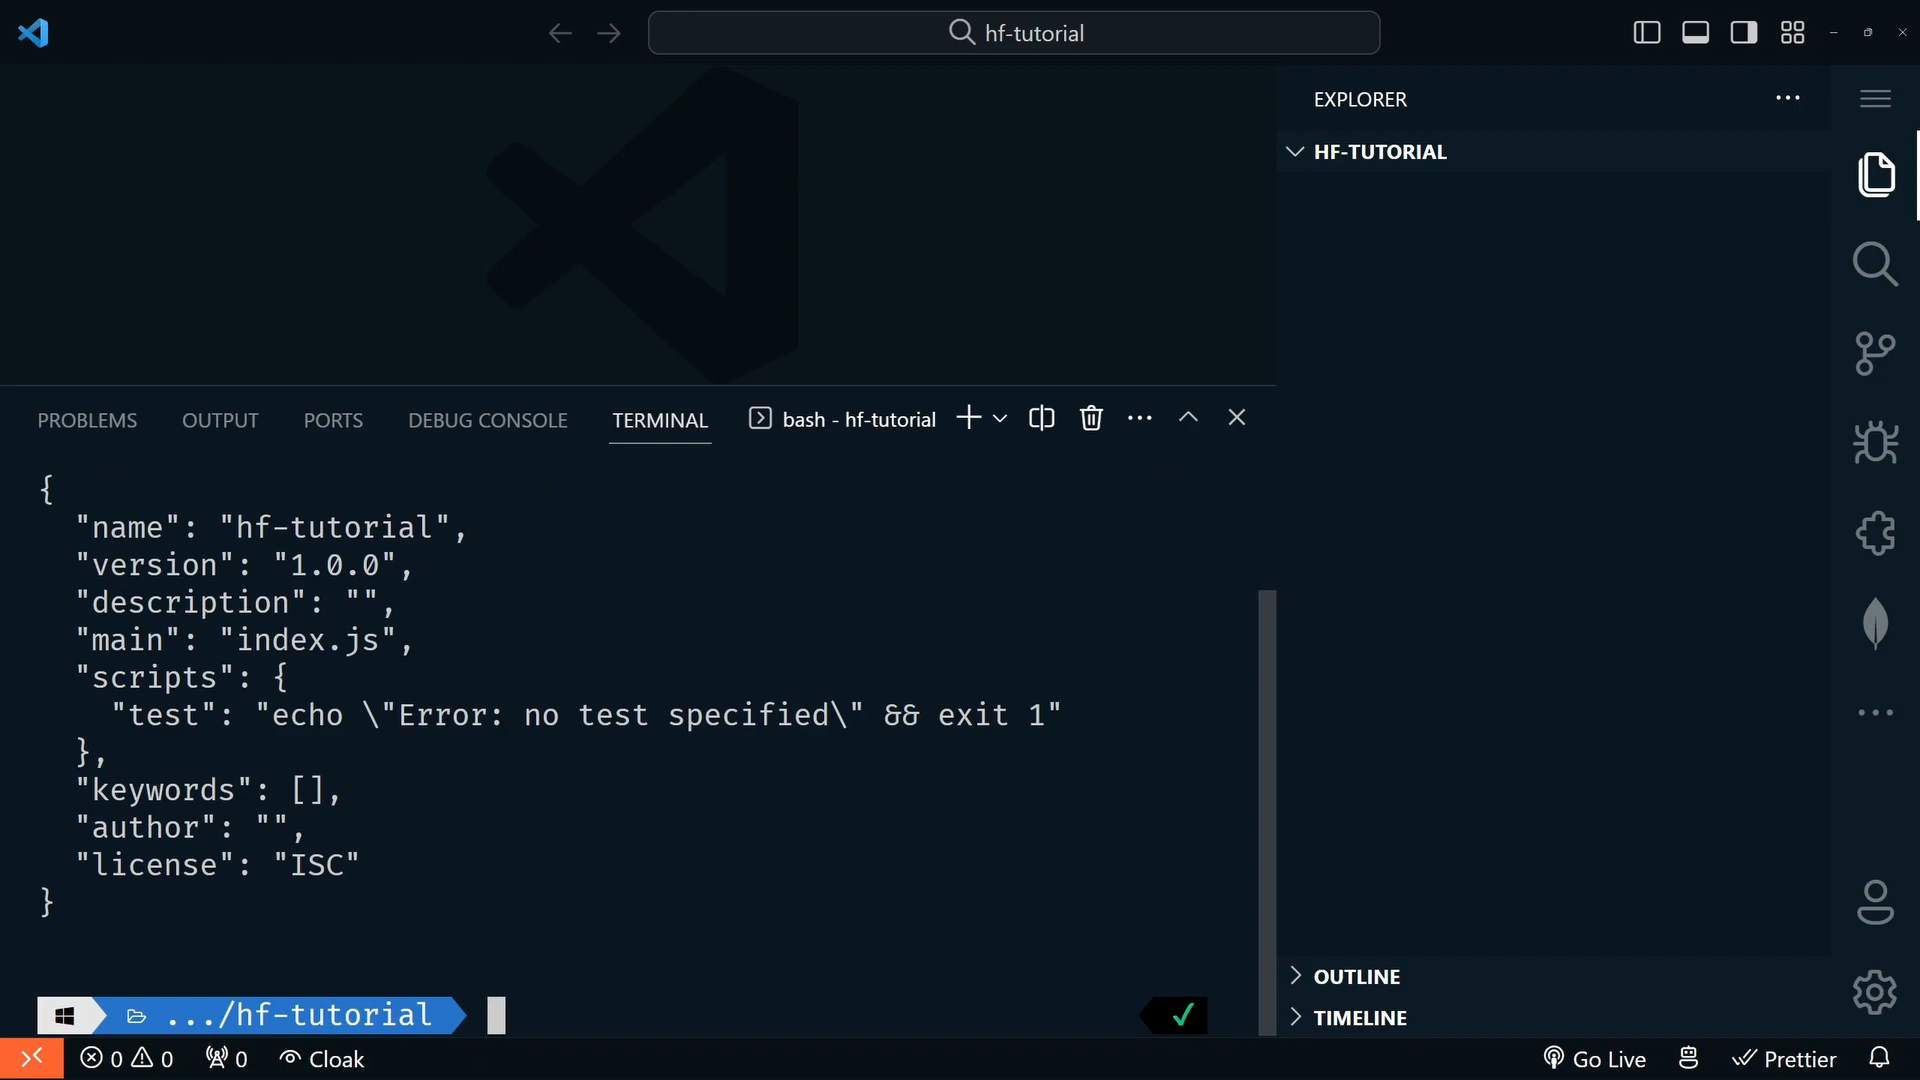 hf-tutorial
EXPLORER
HF-TUTORIAL
PROBLEMS OUTPUT PORTS DEBUG CONSOLE TERMINAL bash - hf-tutorial
{
  "name": "hf-tutorial",
  "version": "1.0.0",
  "description": "",
  "main": "index.js",
  "scripts": {
    "test": "echo \"Error: no test specified\" && exit 1"
  },
  "keywords": [],
  "author": "",
  "license": "ISC"
}
.../hf-tutorial
OUTLINE
TIMELINE
0 0 0 Cloak Go Live Prettier